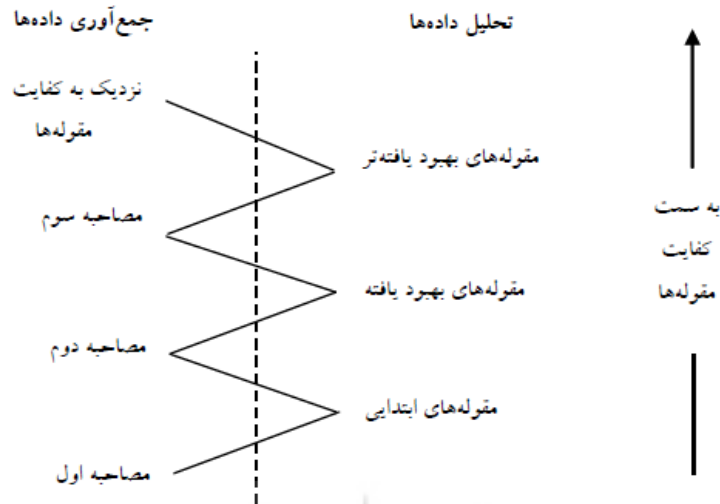 جمع‌آوری داده‌ها
تحلیل داده‌ها
نزدیک به کفایت
مقوله‌ها
مقوله‌های بهبود یافته‌تر
به سمت
کفایت
مقوله‌ها
مصاحبه سوم
مقوله‌های بهبود یافته
مصاحبه دوم
مقوله‌های ابتدایی
مصاحبه اول